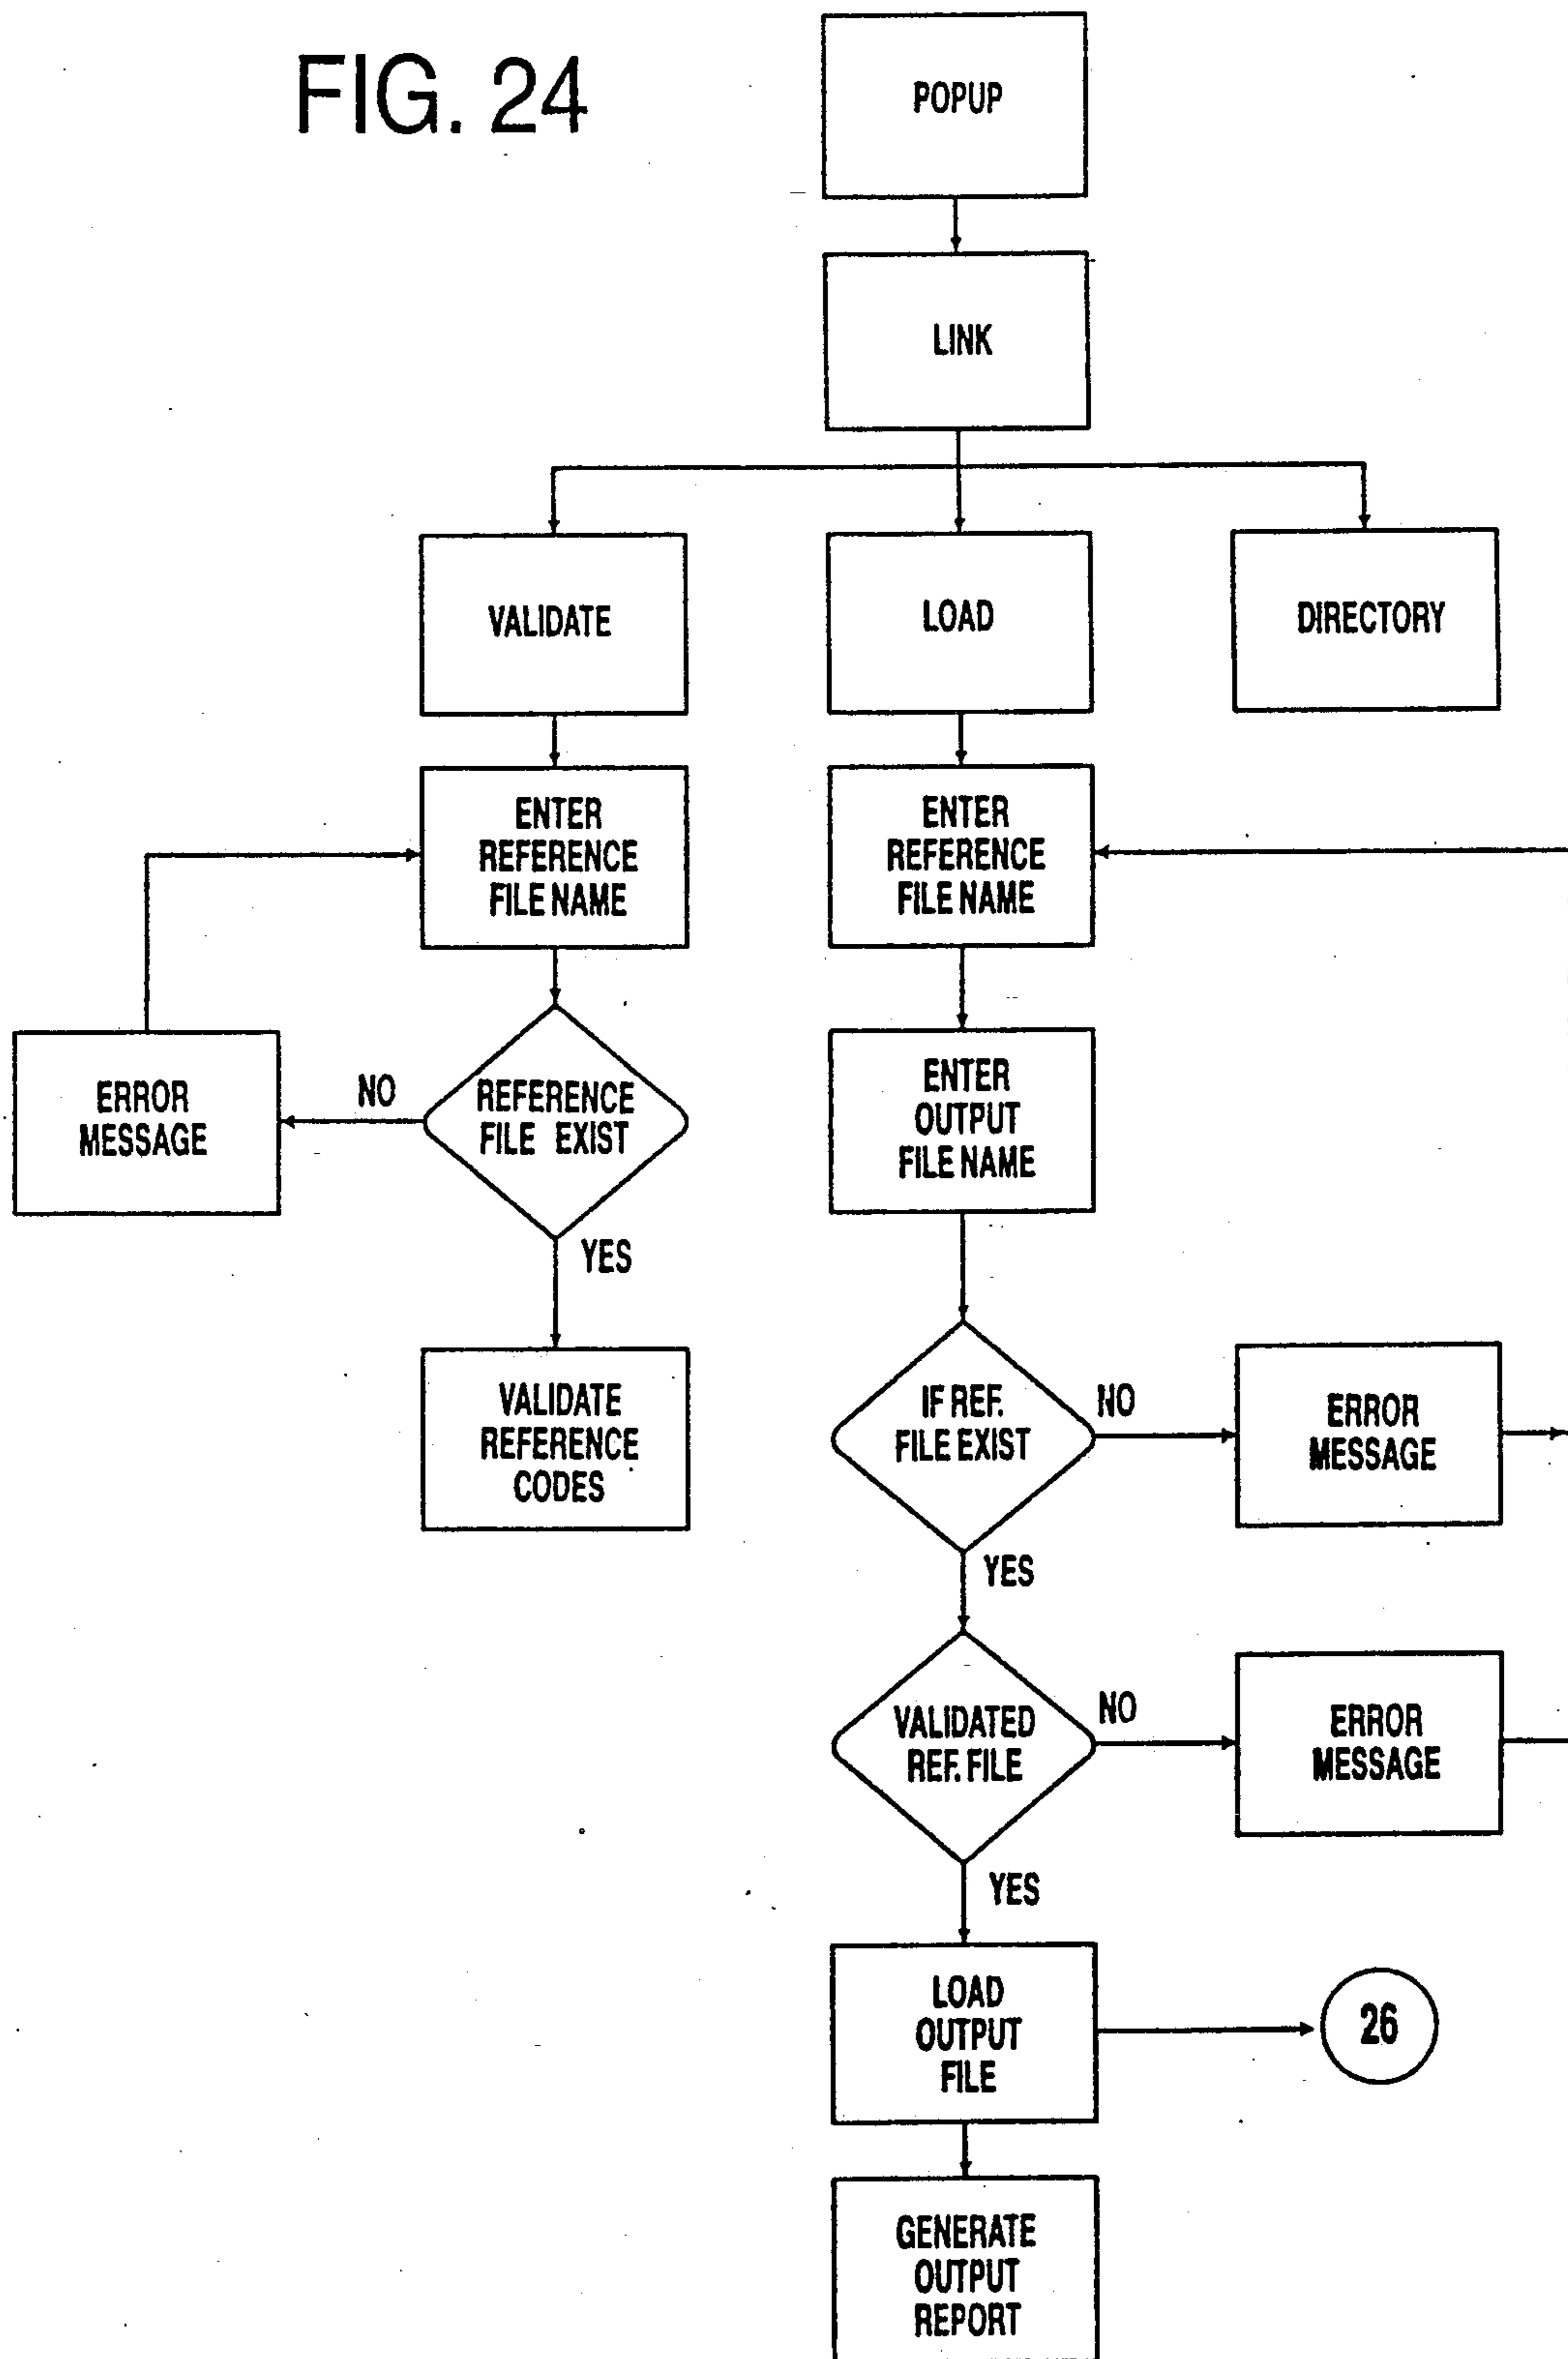 FIG. 24
POPUP
LINK
VALIDATE
LOAD
DIRECTORY
ENTER
REFERENCE
FILE NAME
ENTER
REFERENCE
FILE NAME
ERROR
MESSAGE
NO
REFERENCE
FILE EXIST
YES
ENTER
OUTPUT
FILE NAME
VALIDATE
REFERENCE
CODES
IF REF.
FILE EXIST
NO
ERROR
MESSAGE
YES
VALIDATED
REF. FILE
NO
ERROR
MESSAGE
YES
LOAD
OUTPUT
FILE
26
GENERATE
OUTPUT
REPORT